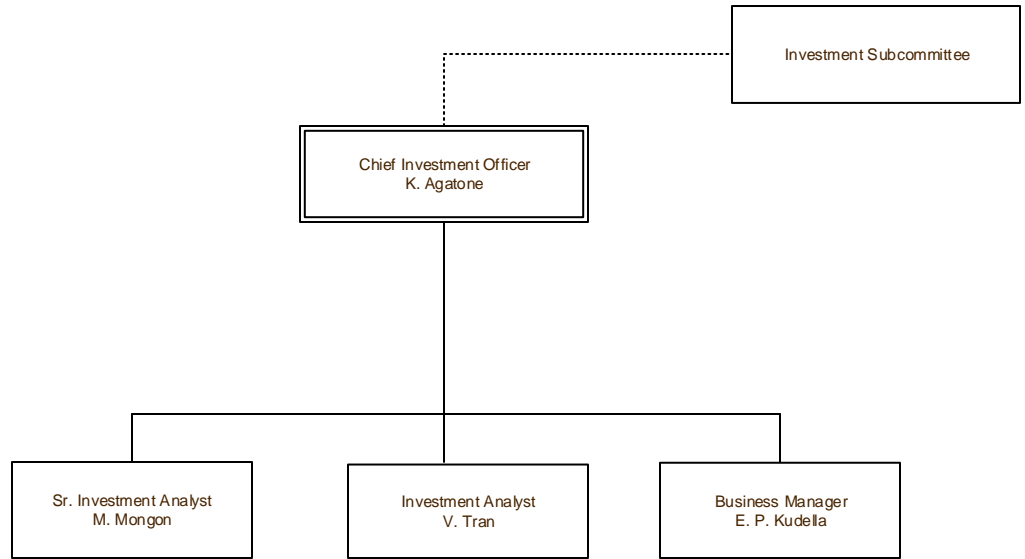 Investment Subcommittee
Chief Investment Officer
K. Agatone
Sr. Investment Analyst
M. Mongon
Investment Analyst
V. Tran
Business Manager
E. P. Kudella